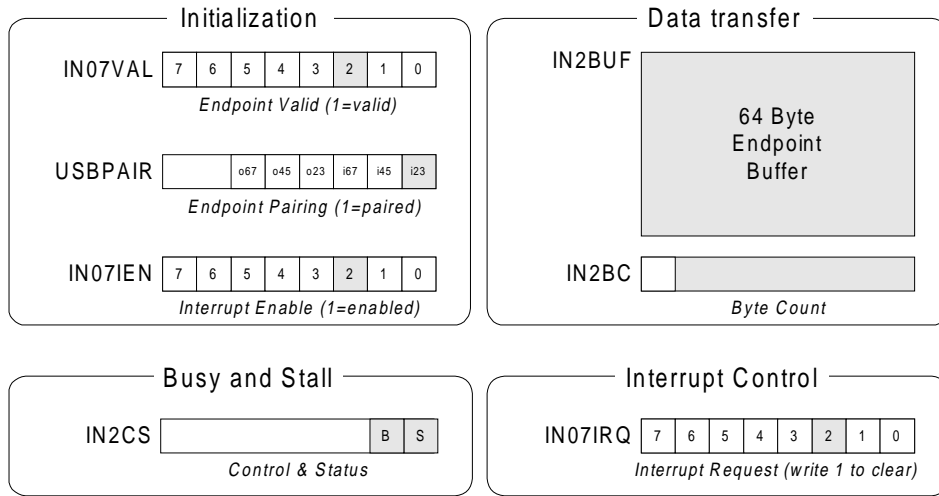 Initialization
IN07VAL 7 6 5 4 3 2 1 0
Endpoint Valid (1=valid)
USBPAIR o67 o45 o23 i67 i45 i23
Endpoint Pairing (1=paired)
IN07IEN 7 6 5 4 3 2 1 0
Interrupt Enable (1=enabled)
Data transfer
IN2BUF
64 Byte
Endpoint
Buffer
IN2BC
Byte Count
Busy and Stall
IN2CS B S
Control & Status
Interrupt Control
IN07IRQ 7 6 5 4 3 2 1 0
Interrupt Request (write 1 to clear)